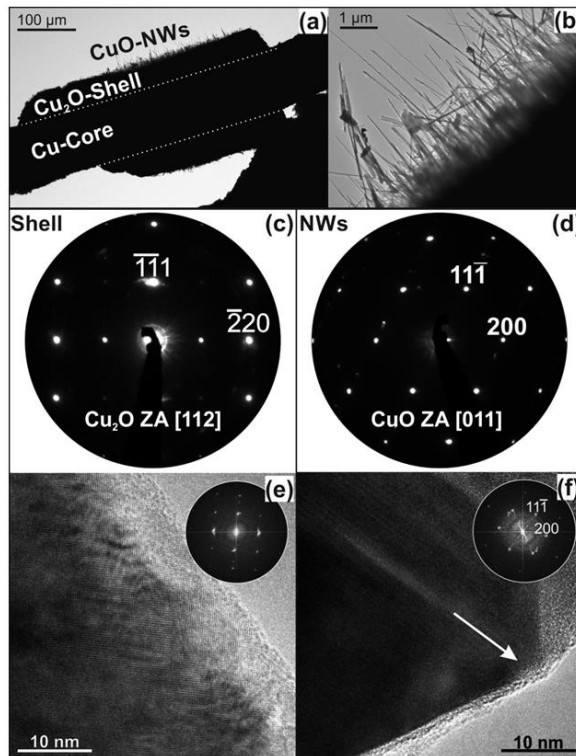 100 µm
(a)
CuO-NWs
Cu₂O-Shell
Cu-Core
1 µm
(b)
Shell
(c)
1̅1̅1
2̅20
Cu₂O ZA [112]
NWs
(d)
111̅
200
CuO ZA [011]
(e)
10 nm
(f)
111̅
200
10 nm